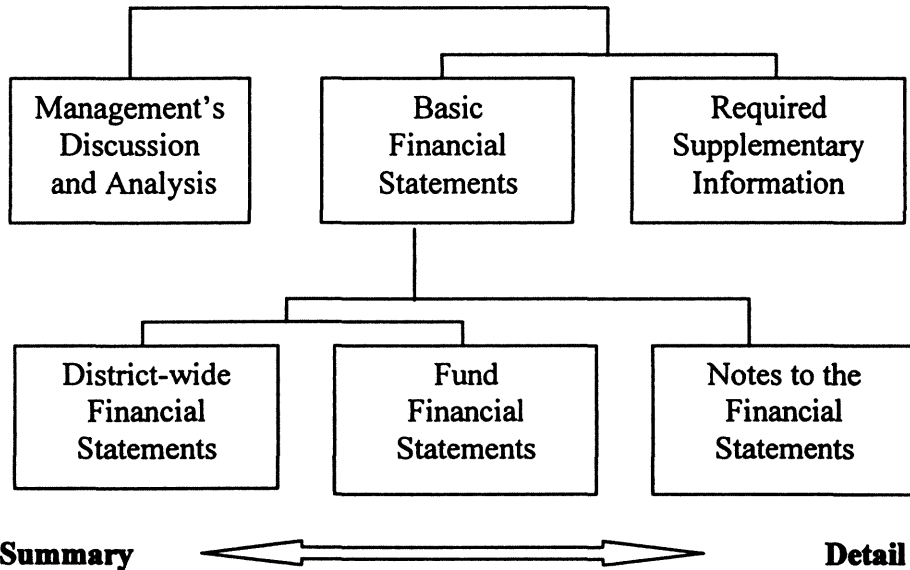 Management's
Discussion
and Analysis
Basic
Financial
Statements
Required
Supplementary
Information
District-wide
Financial
Statements
Fund
Financial
Statements
Notes to the
Financial
Statements
Summary
Detail